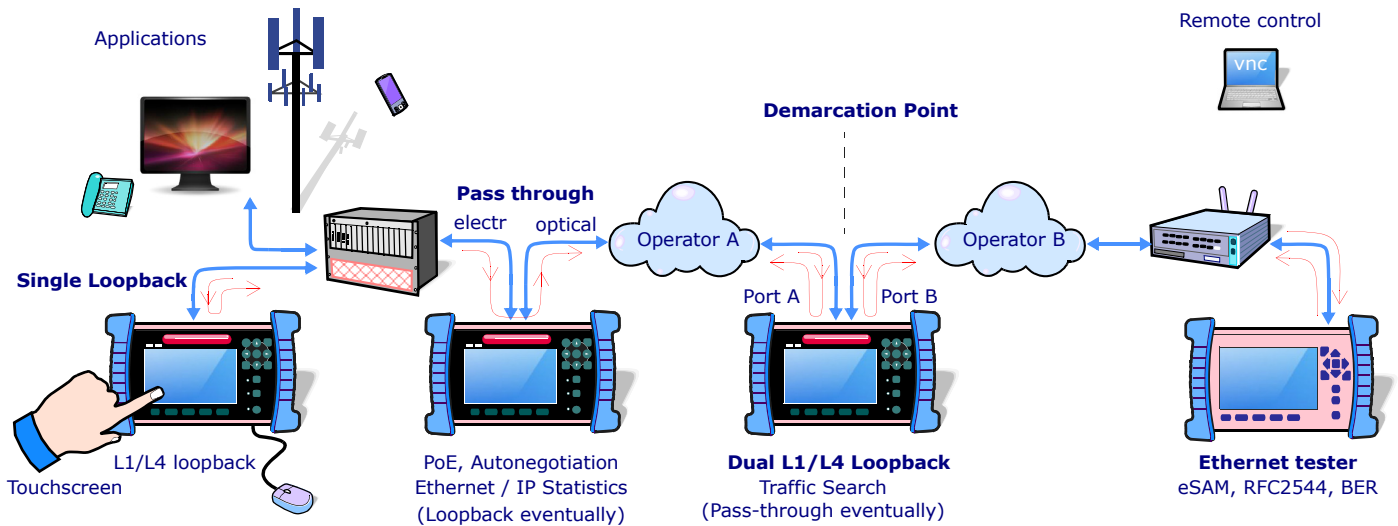 Applications
Remote control
vnc
Demarcation Point
Pass through
electr optical
Operator A
Operator B
Single Loopback
Port A
Port B
L1/L4 loopback
Touchscreen
PoE, Autonegotiation
Ethernet / IP Statistics
(Loopback eventually)
Dual L1/L4 Loopback
Traffic Search
(Pass-through eventually)
Ethernet tester
eSAM, RFC2544, BER